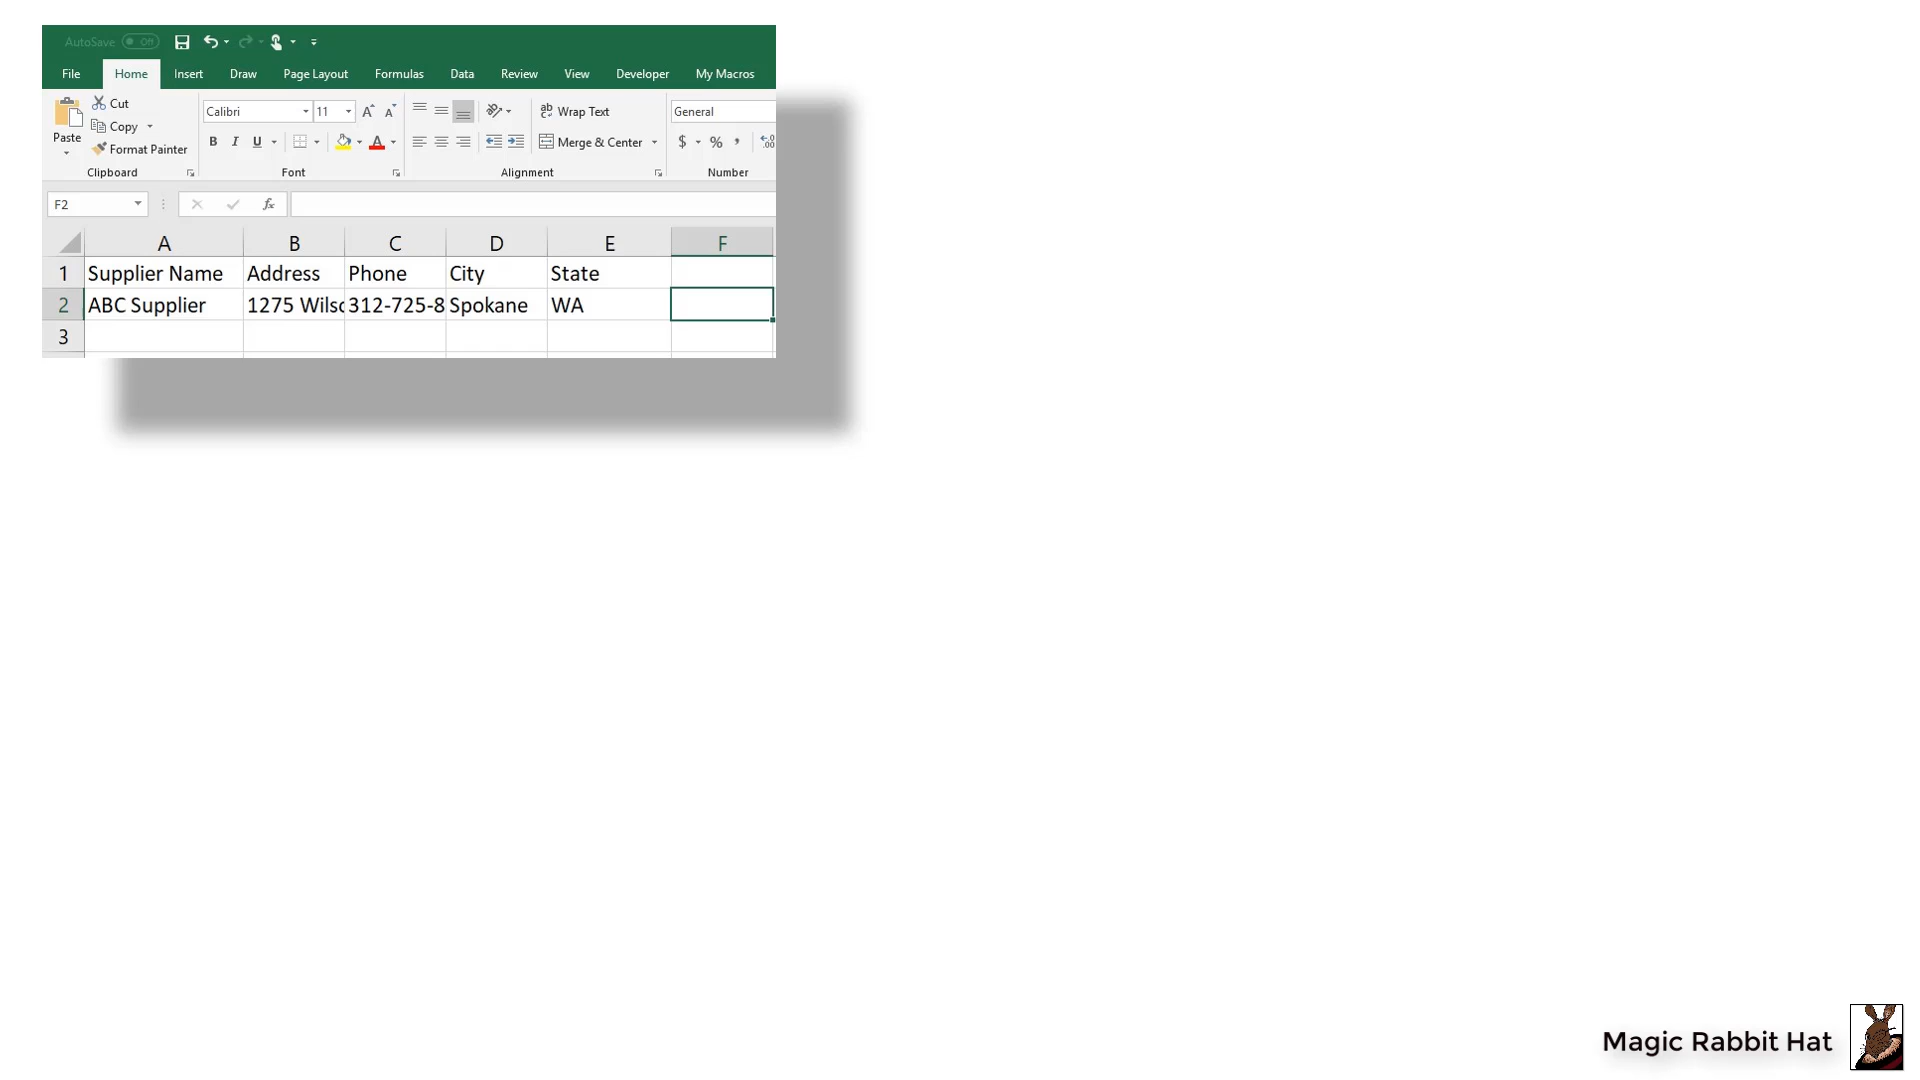 AutoSave Off
File Home Insert Draw Page Layout Formulas Data Review View Developer My Macros
Cut
Copy
Format Painter
Paste
Clipboard
Calibri 11
B I U A
Font
Wrap Text
Merge & Center
Alignment
General
$ % ,
Number
F2 fx
A B C D E F
1 Supplier Name Address Phone City State
2 ABC Supplier 1275 Wilso 312-725-8 Spokane WA
3
Magic Rabbit Hat